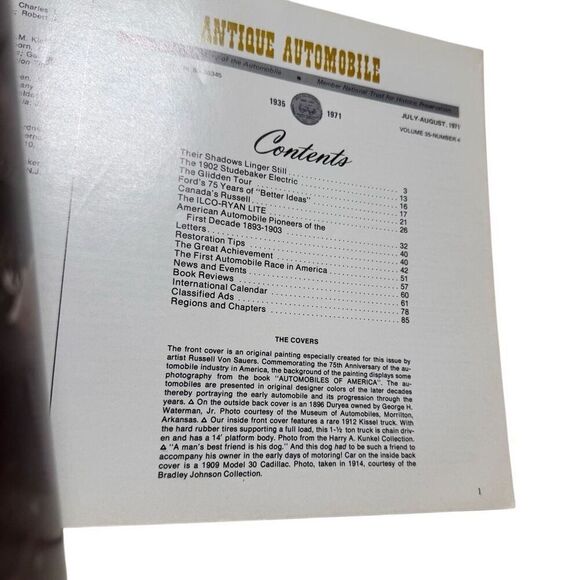 Charles
Robert
ANTIQUE AUTOMOBILE
of the Automobile • Member National Trust for Historic Preservation
1935 1971
JULY-AUGUST, 1971
VOLUME 35-NUMBER 4
Contents
Their Shadows Linger Still 3
The 1902 Studebaker Electric 13
The Glidden Tour 16
Ford's 75 Years of "Better Ideas" 17
Canada's Russell 21
The ILCO-RYAN LITE 26
American Automobile Pioneers of the
First Decade 1893-1903 32
Letters 40
Restoration Tips 40
The Great Achievement 42
The First Automobile Race in America 51
News and Events 57
Book Reviews 60
International Calendar 61
Classified Ads 78
Regions and Chapters 85
THE COVERS
The front cover is an original painting especially created for this issue by
artist Russell Von Sauers. Commemorating the 75th Anniversary of the au-
tomobile industry in America, the background of the painting displays some
photography from the book "AUTOMOBILES OF AMERICA". The au-
tomobiles are presented in original designer colors of the later decades
thereby portraying the early automobile and its progression through the
years. △ On the outside back cover is an 1896 Duryea owned by George H.
Waterman, Jr. Photo courtesy of the Museum of Automobiles, Morrilton,
Arkansas. △ Our inside front cover features a rare 1912 Kissel truck. With
the hard rubber tires supporting a full load, this 1-½ ton truck is chain driv-
en and has a 14' platform body. Photo from the Harry A. Kunkel Collection.
△ "A man's best friend is his dog." And this dog had to be such a friend to
accompany his owner in the early days of motoring! Car on the inside back
cover is a 1909 Model 30 Cadillac. Photo, taken in 1914, courtesy of the
Bradley Johnson Collection.
1